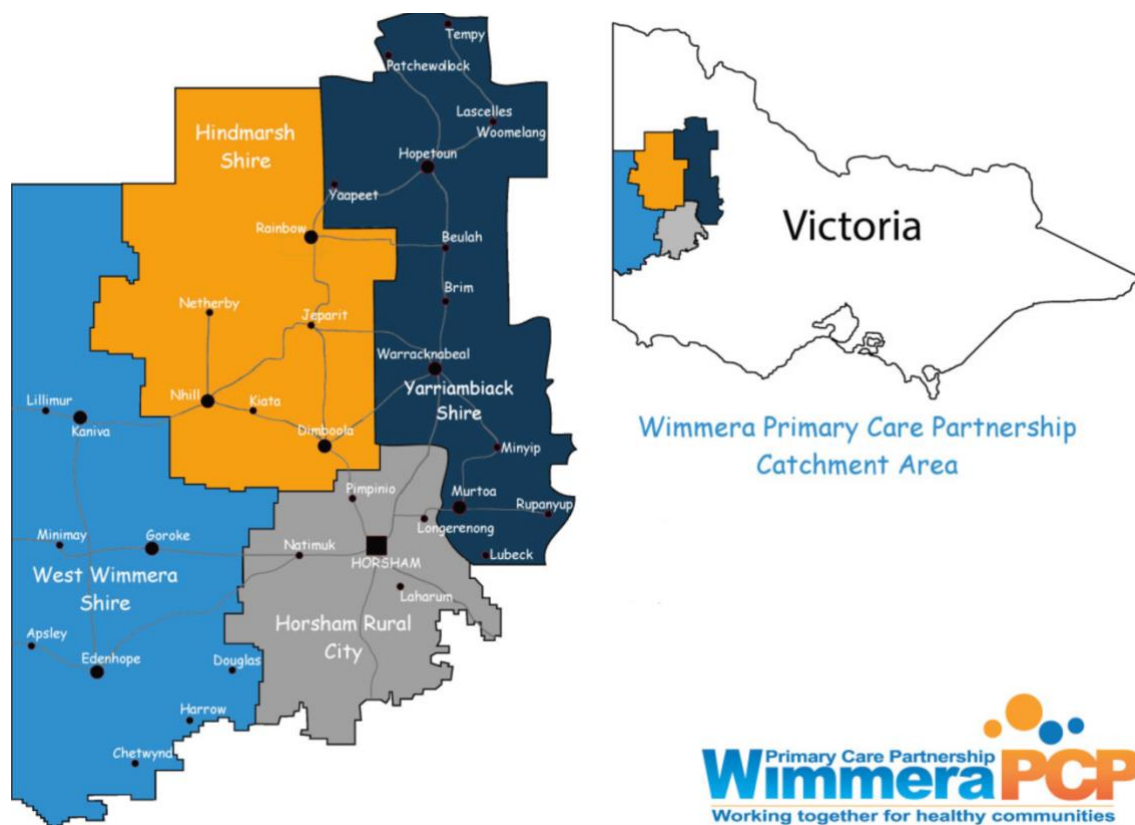 Tempy
Patchewollock
Lascelles
Woomelang
Hindmarsh
Shire
Hopetoun
Yaapeet
Rainbow
Beulah
Brim
Netherby
Jeparit
Warracknabeal
Yarriambiack
Shire
Nhill
Kiata
Lillimur
Kaniva
Dimboola
Minyip
Pimpinio
Murtoa
Rupanyup
Longerenong
Minimay
Goroke
Natimuk
HORSHAM
Lubeck
West Wimmera
Shire
Laharum
Horsham Rural
City
Apsley
Edenhope
Douglas
Harrow
Chetwynd
Victoria
Wimmera Primary Care Partnership
Catchment Area
Primary Care Partnership
Wimmera PCP
Working together for healthy communities